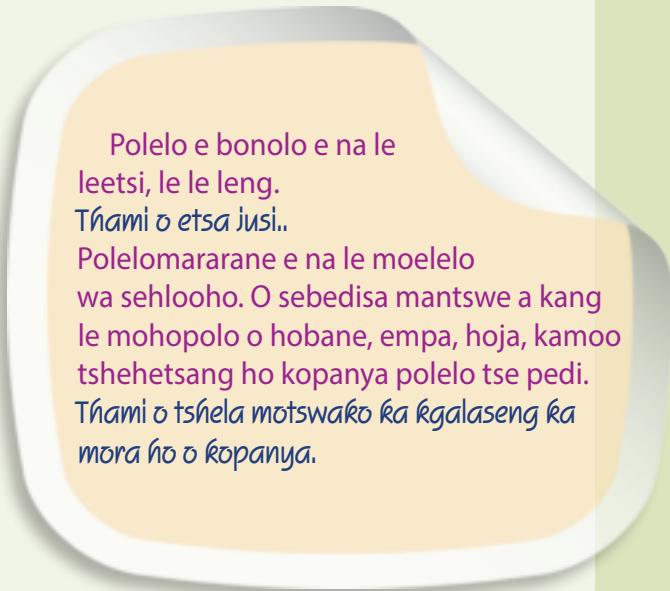 Polelo e bonolo e na le
leetsi, le le leng.
Thami o etsa jusi..
Polelomararane e na le moelelo
wa sehlooho. O sebedisa mantswe a kang
le mohopolo o hobane, empa, hoja, kamoo
tshehetsang ho kopanya polelo tse pedi.
Thami o tshela motswako ka kgalaseng ka
mora ho o kopanya.